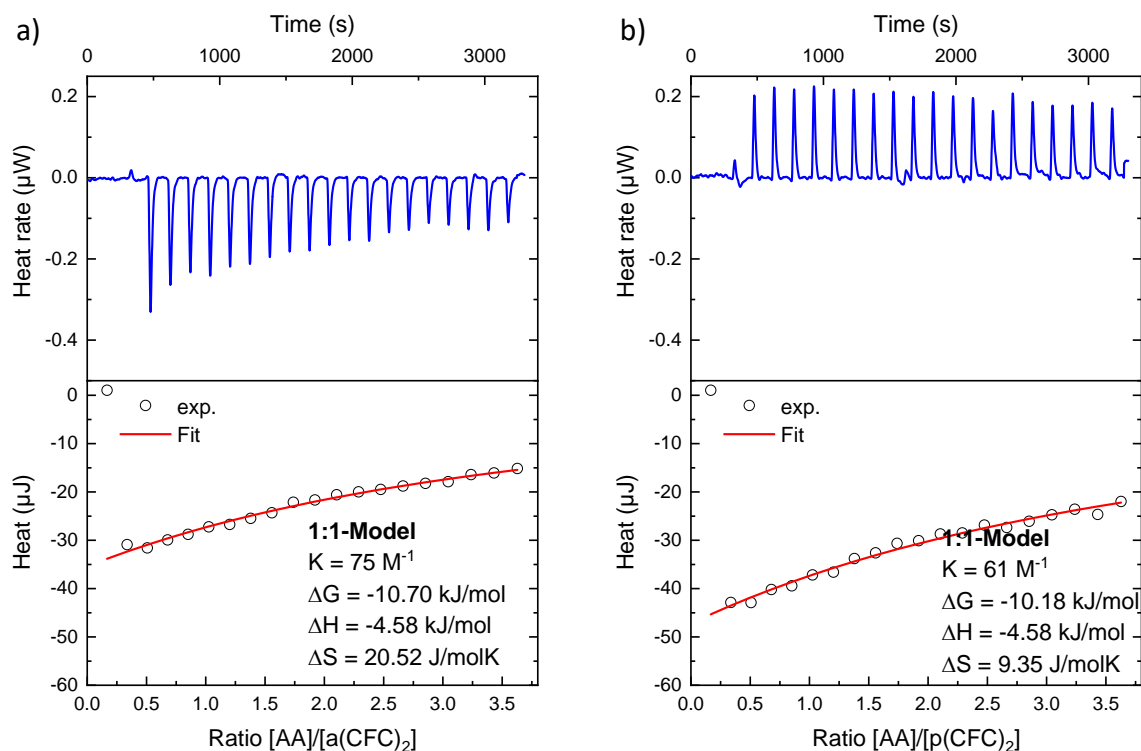 a)
Time (s)
0 1000 2000 3000
0.2
0.0
-0.2
-0.4
Heat rate (µW)
0
-10
-20
-30
-40
-50
-60
Heat (µJ)
exp.
Fit
1:1-Model
K = 75 M⁻¹
ΔG = -10.70 kJ/mol
ΔH = -4.58 kJ/mol
ΔS = 20.52 J/molK
0.0 0.5 1.0 1.5 2.0 2.5 3.0 3.5
Ratio [AA]/[a(CFC)₂]
b)
Time (s)
0 1000 2000 3000
0.2
0.0
-0.2
-0.4
Heat rate (µW)
0
-10
-20
-30
-40
-50
-60
Heat (µJ)
exp.
Fit
1:1-Model
K = 61 M⁻¹
ΔG = -10.18 kJ/mol
ΔH = -4.58 kJ/mol
ΔS = 9.35 J/molK
0.0 0.5 1.0 1.5 2.0 2.5 3.0 3.5
Ratio [AA]/[p(CFC)₂]